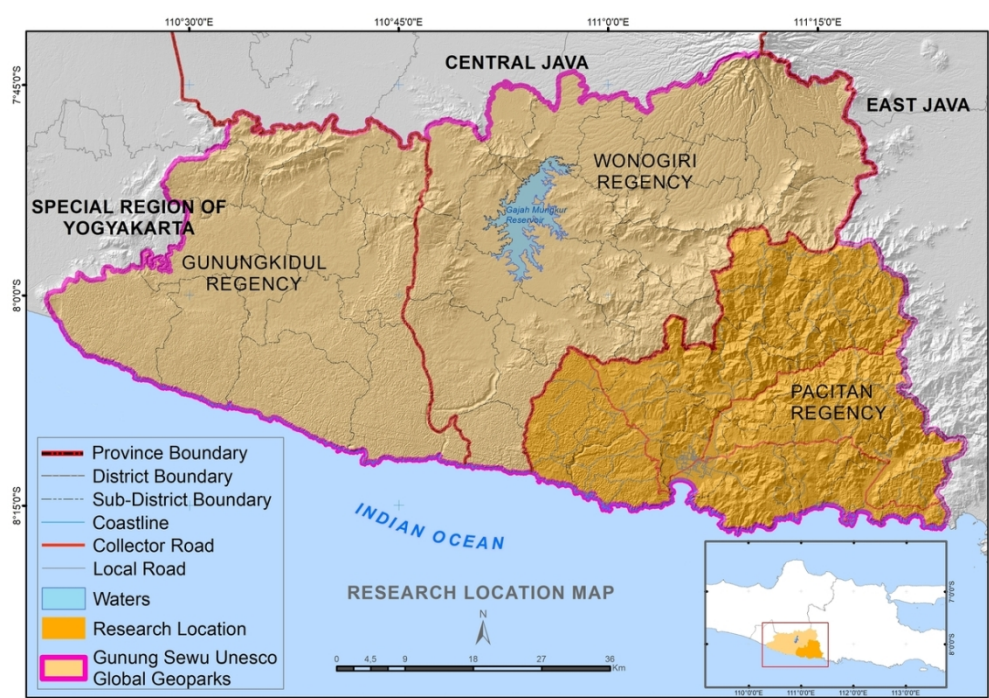 110°30'0"E
110°45'0"E
111°0'0"E
111°15'0"E
7°45'0"S
8°0'0"S
8°15'0"S
CENTRAL JAVA
EAST JAVA
WONOGIRI
REGENCY
SPECIAL REGION OF
YOGYAKARTA
Gajah Mungkur
Reservoir
GUNUNGKIDUL
REGENCY
PACITAN
REGENCY
Province Boundary
District Boundary
Sub-District Boundary
Coastline
Collector Road
Local Road
Waters
Research Location
Gunung Sewu Unesco
Global Geoparks
INDIAN OCEAN
RESEARCH LOCATION MAP
N
0 4.5 9 18 27 36
Km
7°0'0"S
8°0'0"S
110°0'0"E
111°0'0"E
112°0'0"E
113°0'0"E